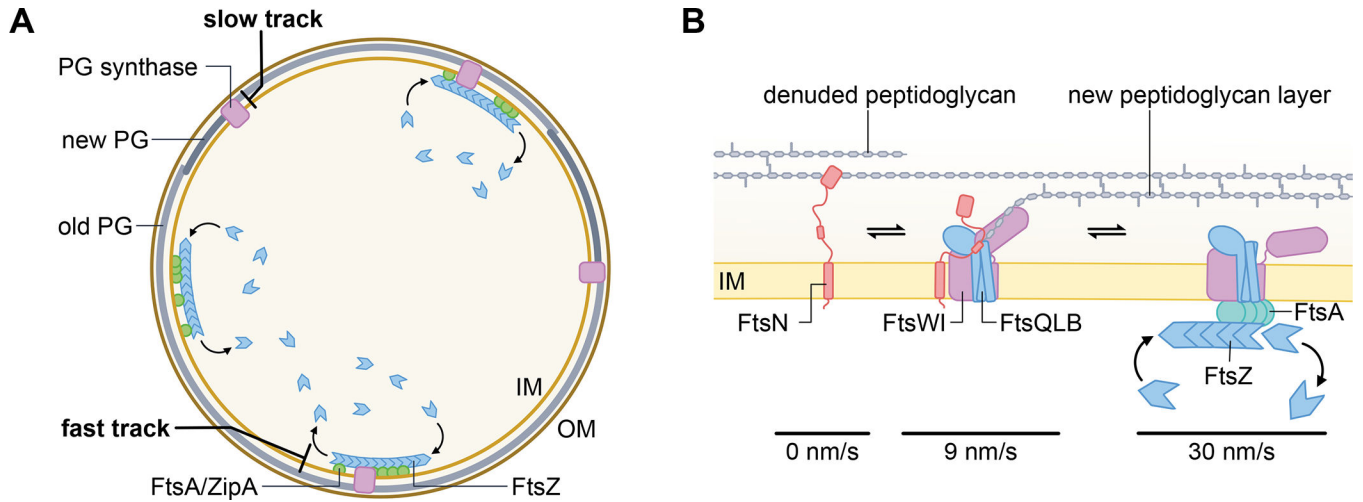 A
slow track
PG synthase
new PG
old PG
IM
OM
fast track
FtsA/ZipA
FtsZ
B
denuded peptidoglycan
new peptidoglycan layer
IM
FtsN
FtsWI
FtsQLB
FtsA
FtsZ
0 nm/s
9 nm/s
30 nm/s